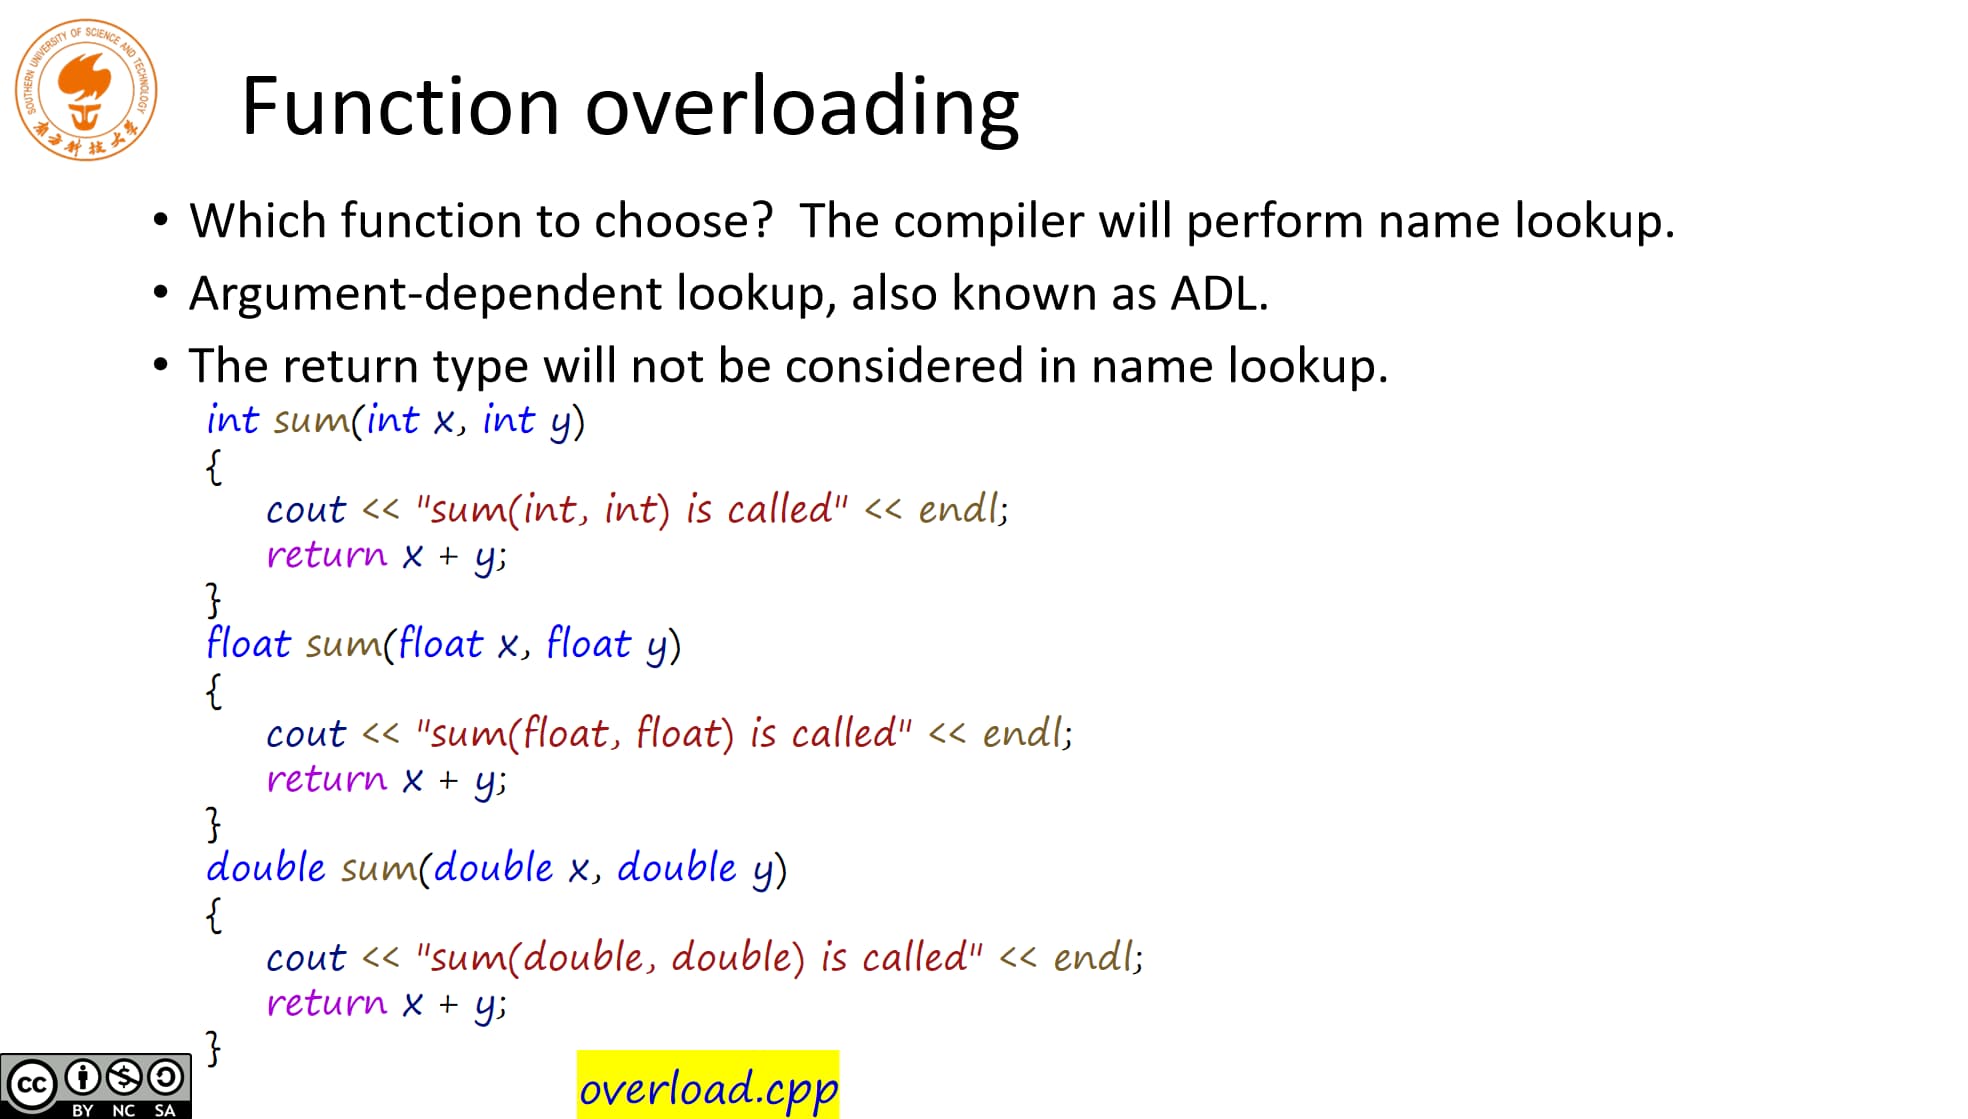 SOUTHERN UNIVERSITY OF SCIENCE AND TECHNOLOGY
南方科技大学
Function overloading
• Which function to choose?  The compiler will perform name lookup.
• Argument-dependent lookup, also known as ADL.
• The return type will not be considered in name lookup.
int sum(int x, int y)
{
cout << "sum(int, int) is called" << endl;
return x + y;
}
float sum(float x, float y)
{
cout << "sum(float, float) is called" << endl;
return x + y;
}
double sum(double x, double y)
{
cout << "sum(double, double) is called" << endl;
return x + y;
}
overload.cpp
cc
BY NC SA